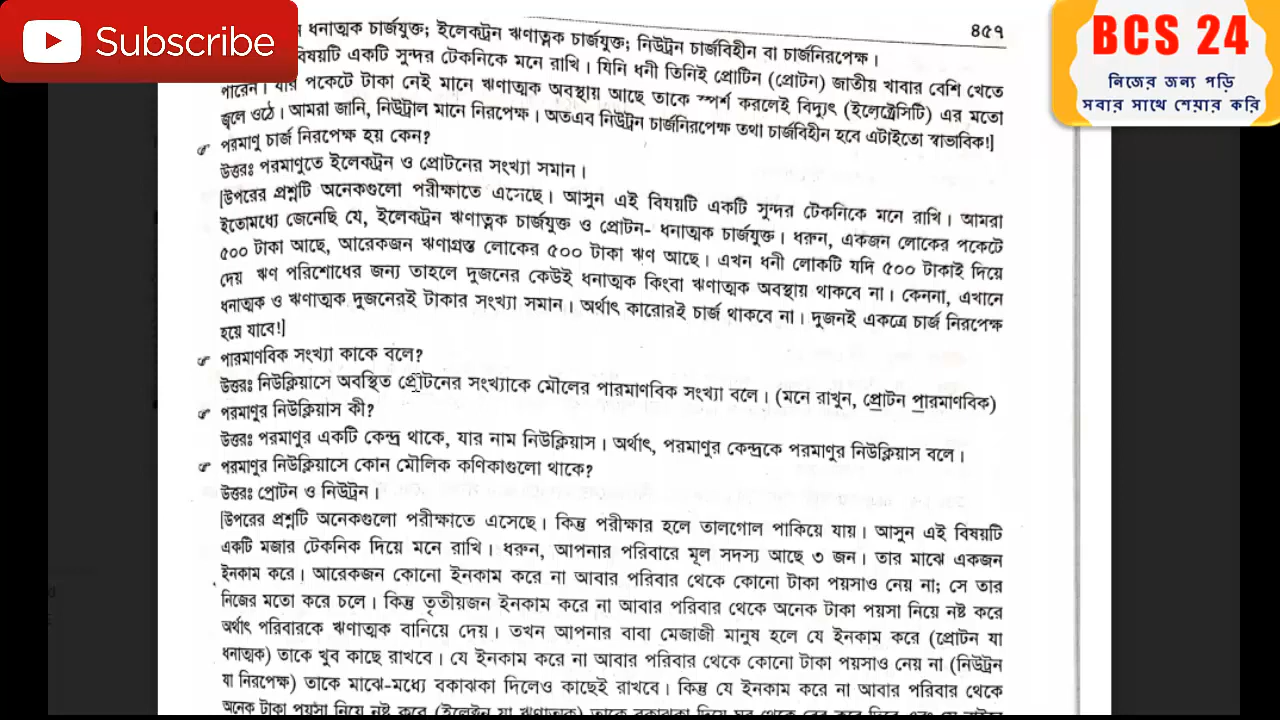 Subscribe
BCS 24
নিজের জন্য পড়ি
সবার সাথে শেয়ার করি
৪৫৭
ধনাত্মক চার্জযুক্ত; ইলেকট্রন ঋণাত্মক চার্জযুক্ত; নিউট্রন চার্জবিহীন বা চার্জনিরপেক্ষ।
বিষয়টি একটি সুন্দর টেকনিকে মনে রাখি। যিনি ধনী তিনিই প্রোটিন (প্রোটন) জাতীয় খাবার বেশি খেতে
পারেন। যার পকেটে টাকা নেই মানে ঋণাত্মক অবস্থায় আছে তাকে স্পর্শ করলেই বিদ্যুৎ (ইলেক্ট্রেসিটি) এর মতো
জ্বলে ওঠে। আমরা জানি, নিউট্রাল মানে নিরপেক্ষ। অতএব নিউট্রন চার্জনিরপেক্ষ তথা চার্জবিহীন হবে এটাইতো স্বাভাবিক!]
পরমাণু চার্জ নিরপেক্ষ হয় কেন?
উত্তরঃ পরমাণুতে ইলেকট্রন ও প্রোটনের সংখ্যা সমান।
[উপরের প্রশ্নটি অনেকগুলো পরীক্ষাতে এসেছে। আসুন এই বিষয়টি একটি সুন্দর টেকনিকে মনে রাখি। আমরা
ইতোমধ্যে জেনেছি যে, ইলেকট্রন ঋণাত্মক চার্জযুক্ত ও প্রোটন- ধনাত্মক চার্জযুক্ত। ধরুন, একজন লোকের পকেটে
৫০০ টাকা আছে, আরেকজন ঋণাগ্রস্ত লোকের ৫০০ টাকা ঋণ আছে। এখন ধনী লোকটি যদি ৫০০ টাকাই দিয়ে
দেয় ঋণ পরিশোধের জন্য তাহলে দুজনের কেউই ধনাত্মক কিংবা ঋণাত্মক অবস্থায় থাকবে না। কেননা, এখানে
ধনাত্মক ও ঋণাত্মক দুজনেরই টাকার সংখ্যা সমান। অর্থাৎ কারোরই চার্জ থাকবে না। দুজনই একত্রে চার্জ নিরপেক্ষ
হয়ে যাবে!]
পারমাণবিক সংখ্যা কাকে বলে?
উত্তরঃ নিউক্লিয়াসে অবস্থিত প্রোটনের সংখ্যাকে মৌলের পারমাণবিক সংখ্যা বলে। (মনে রাখুন, প্রোটন পারমাণবিক)
পরমাণুর নিউক্লিয়াস কী?
উত্তরঃ পরমাণুর একটি কেন্দ্র থাকে, যার নাম নিউক্লিয়াস। অর্থাৎ, পরমাণুর কেন্দ্রকে পরমাণুর নিউক্লিয়াস বলে।
পরমাণুর নিউক্লিয়াসে কোন মৌলিক কণিকাগুলো থাকে?
উত্তরঃ প্রোটন ও নিউট্রন।
[উপরের প্রশ্নটি অনেকগুলো পরীক্ষাতে এসেছে। কিন্তু পরীক্ষার হলে তালগোল পাকিয়ে যায়। আসুন এই বিষয়টি
একটি মজার টেকনিক দিয়ে মনে রাখি। ধরুন, আপনার পরিবারে মূল সদস্য আছে ৩ জন। তার মাঝে একজন
ইনকাম করে। আরেকজন কোনো ইনকাম করে না আবার পরিবার থেকে কোনো টাকা পয়সাও নেয় না; সে তার
নিজের মতো করে চলে। কিন্তু তৃতীয়জন ইনকাম করে না আবার পরিবার থেকে অনেক টাকা পয়সা নিয়ে নষ্ট করে
অর্থাৎ পরিবারকে ঋণাত্মক বানিয়ে দেয়। তখন আপনার বাবা মেজাজী মানুষ হলে যে ইনকাম করে (প্রোটন যা
ধনাত্মক) তাকে খুব কাছে রাখবে। যে ইনকাম করে না আবার পরিবার থেকে কোনো টাকা পয়সাও নেয় না (নিউট্রন
যা নিরপেক্ষ) তাকে মাঝে-মধ্যে বকাঝকা দিলেও কাছেই রাখবে। কিন্তু যে ইনকাম করে না আবার পরিবার থেকে
অনেক টাকা পয়সা নিয়ে নষ্ট করে (ইলেকট্রন যা ঋণাত্মক) তাকে বকাঝকা দিয়ে